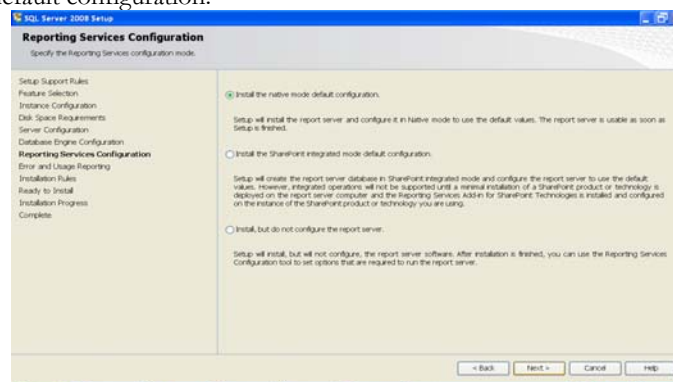 default configuration.
SQL Server 2008 Setup
Reporting Services Configuration
Specify the Reporting Services configuration mode.
Setup Support Rules
Feature Selection
Instance Configuration
Disk Space Requirements
Server Configuration
Database Engine Configuration
Reporting Services Configuration
Error and Usage Reporting
Installation Rules
Ready to Install
Installation Progress
Complete
Install the native mode default configuration.
Setup will install the report server and configure it in Native mode to use the default values. The report server is usable as soon as
Setup is finished.
Install the SharePoint integrated mode default configuration.
Setup will create the report server database in SharePoint integrated mode and configure the report server to use the default
values. However, integrated operations will not be supported until a minimal installation of a SharePoint product or technology is
deployed on the report server computer and the Reporting Services Add-in for SharePoint Technologies is installed and configured
on the instance of the SharePoint product or technology you are using.
Install, but do not configure the report server.
Setup will install, but will not configure, the report server software. After installation is finished, you can use the Reporting Services
Configuration tool to set options that are required to run the report server.
< Back
Next >
Cancel
Help